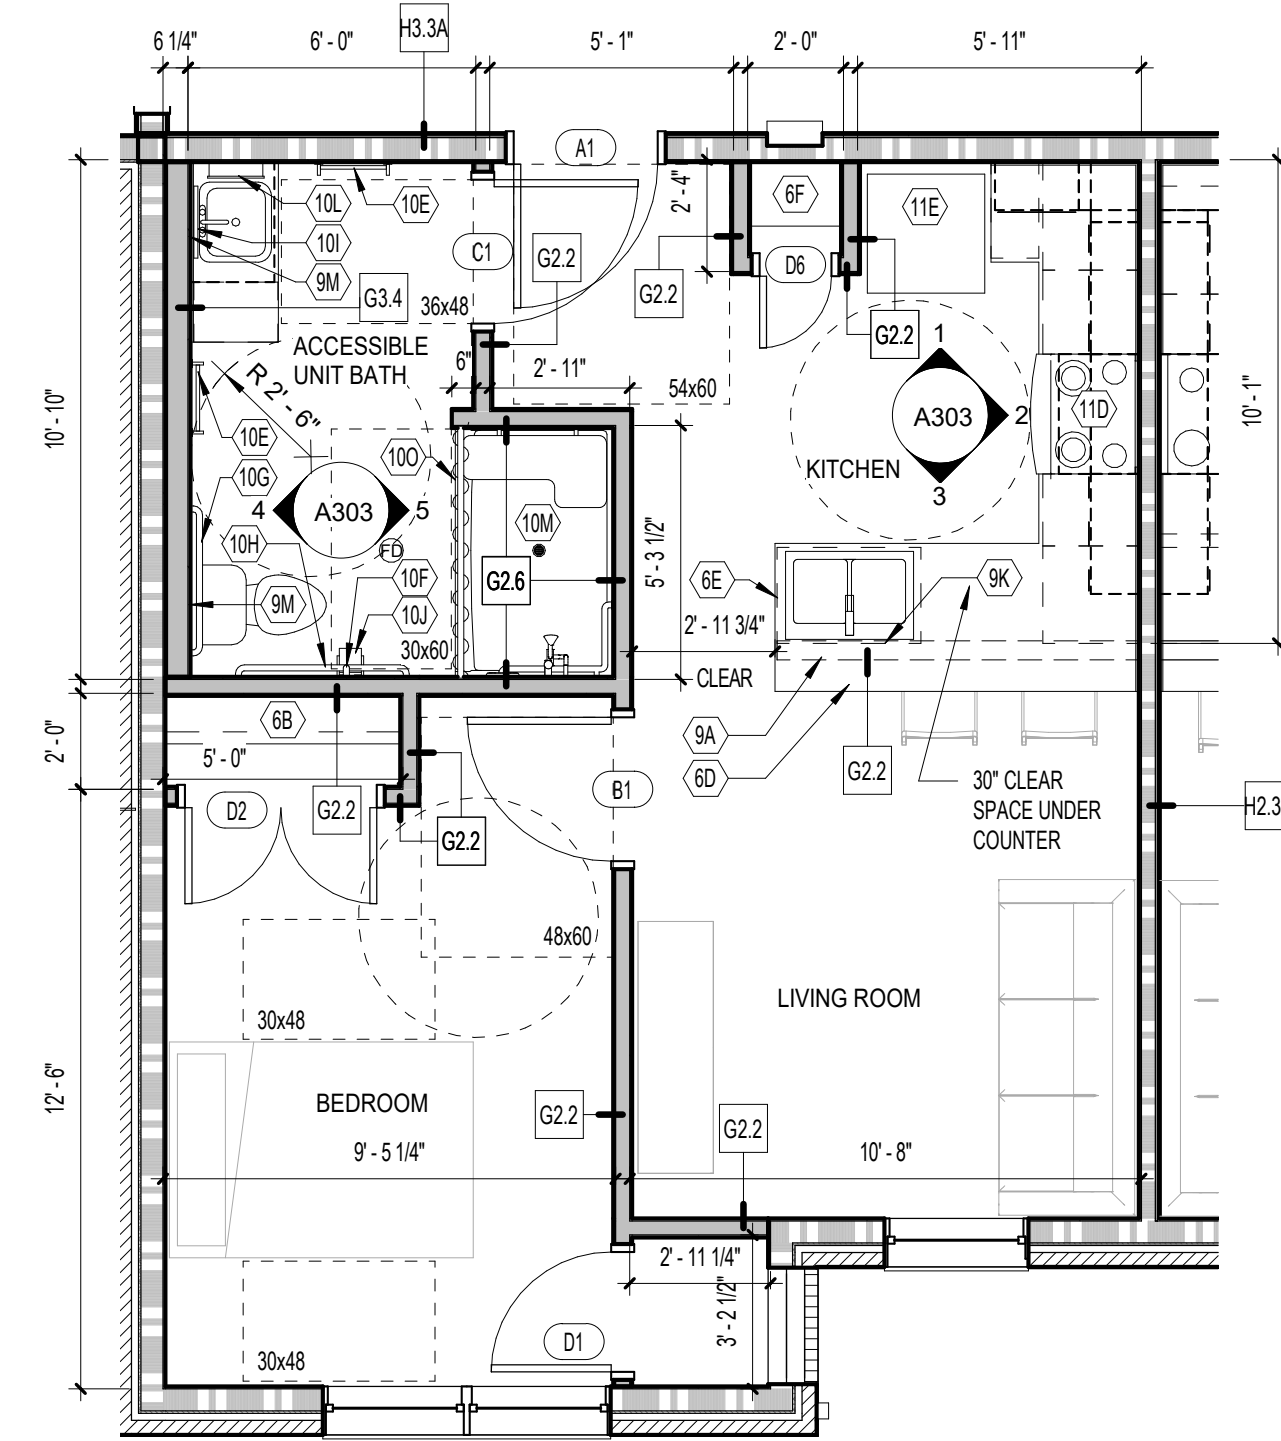 H3.3A
6 1/4"
6' - 0"
5' - 1"
2' - 0"
5' - 11"
A1
10L
10E
6F
11E
2' - 4"
10I
C1
G2.2
D6
9M
G3.4
G2.2
36x48
G2.2
1
ACCESSIBLE
UNIT BATH
6"
2' - 11"
54x60
R 2' - 6"
A303
2
11D
10' - 10"
10' - 1"
10E
10O
KITCHEN
10G
3
4
A303
5
10M
10H
FD
5' - 3 1/2"
10F
G2.6
6E
9K
9M
10J
2' - 11 3/4"
30x60
CLEAR
6B
9A
2' - 0"
5' - 0"
6D
G2.2
30" CLEAR
SPACE UNDER
COUNTER
B1
D2
G2.2
H2.3
G2.2
48x60
LIVING ROOM
30x48
12' - 6"
BEDROOM
G2.2
G2.2
9' - 5 1/4"
10' - 8"
2' - 11 1/4"
3' - 2 1/2"
D1
30x48